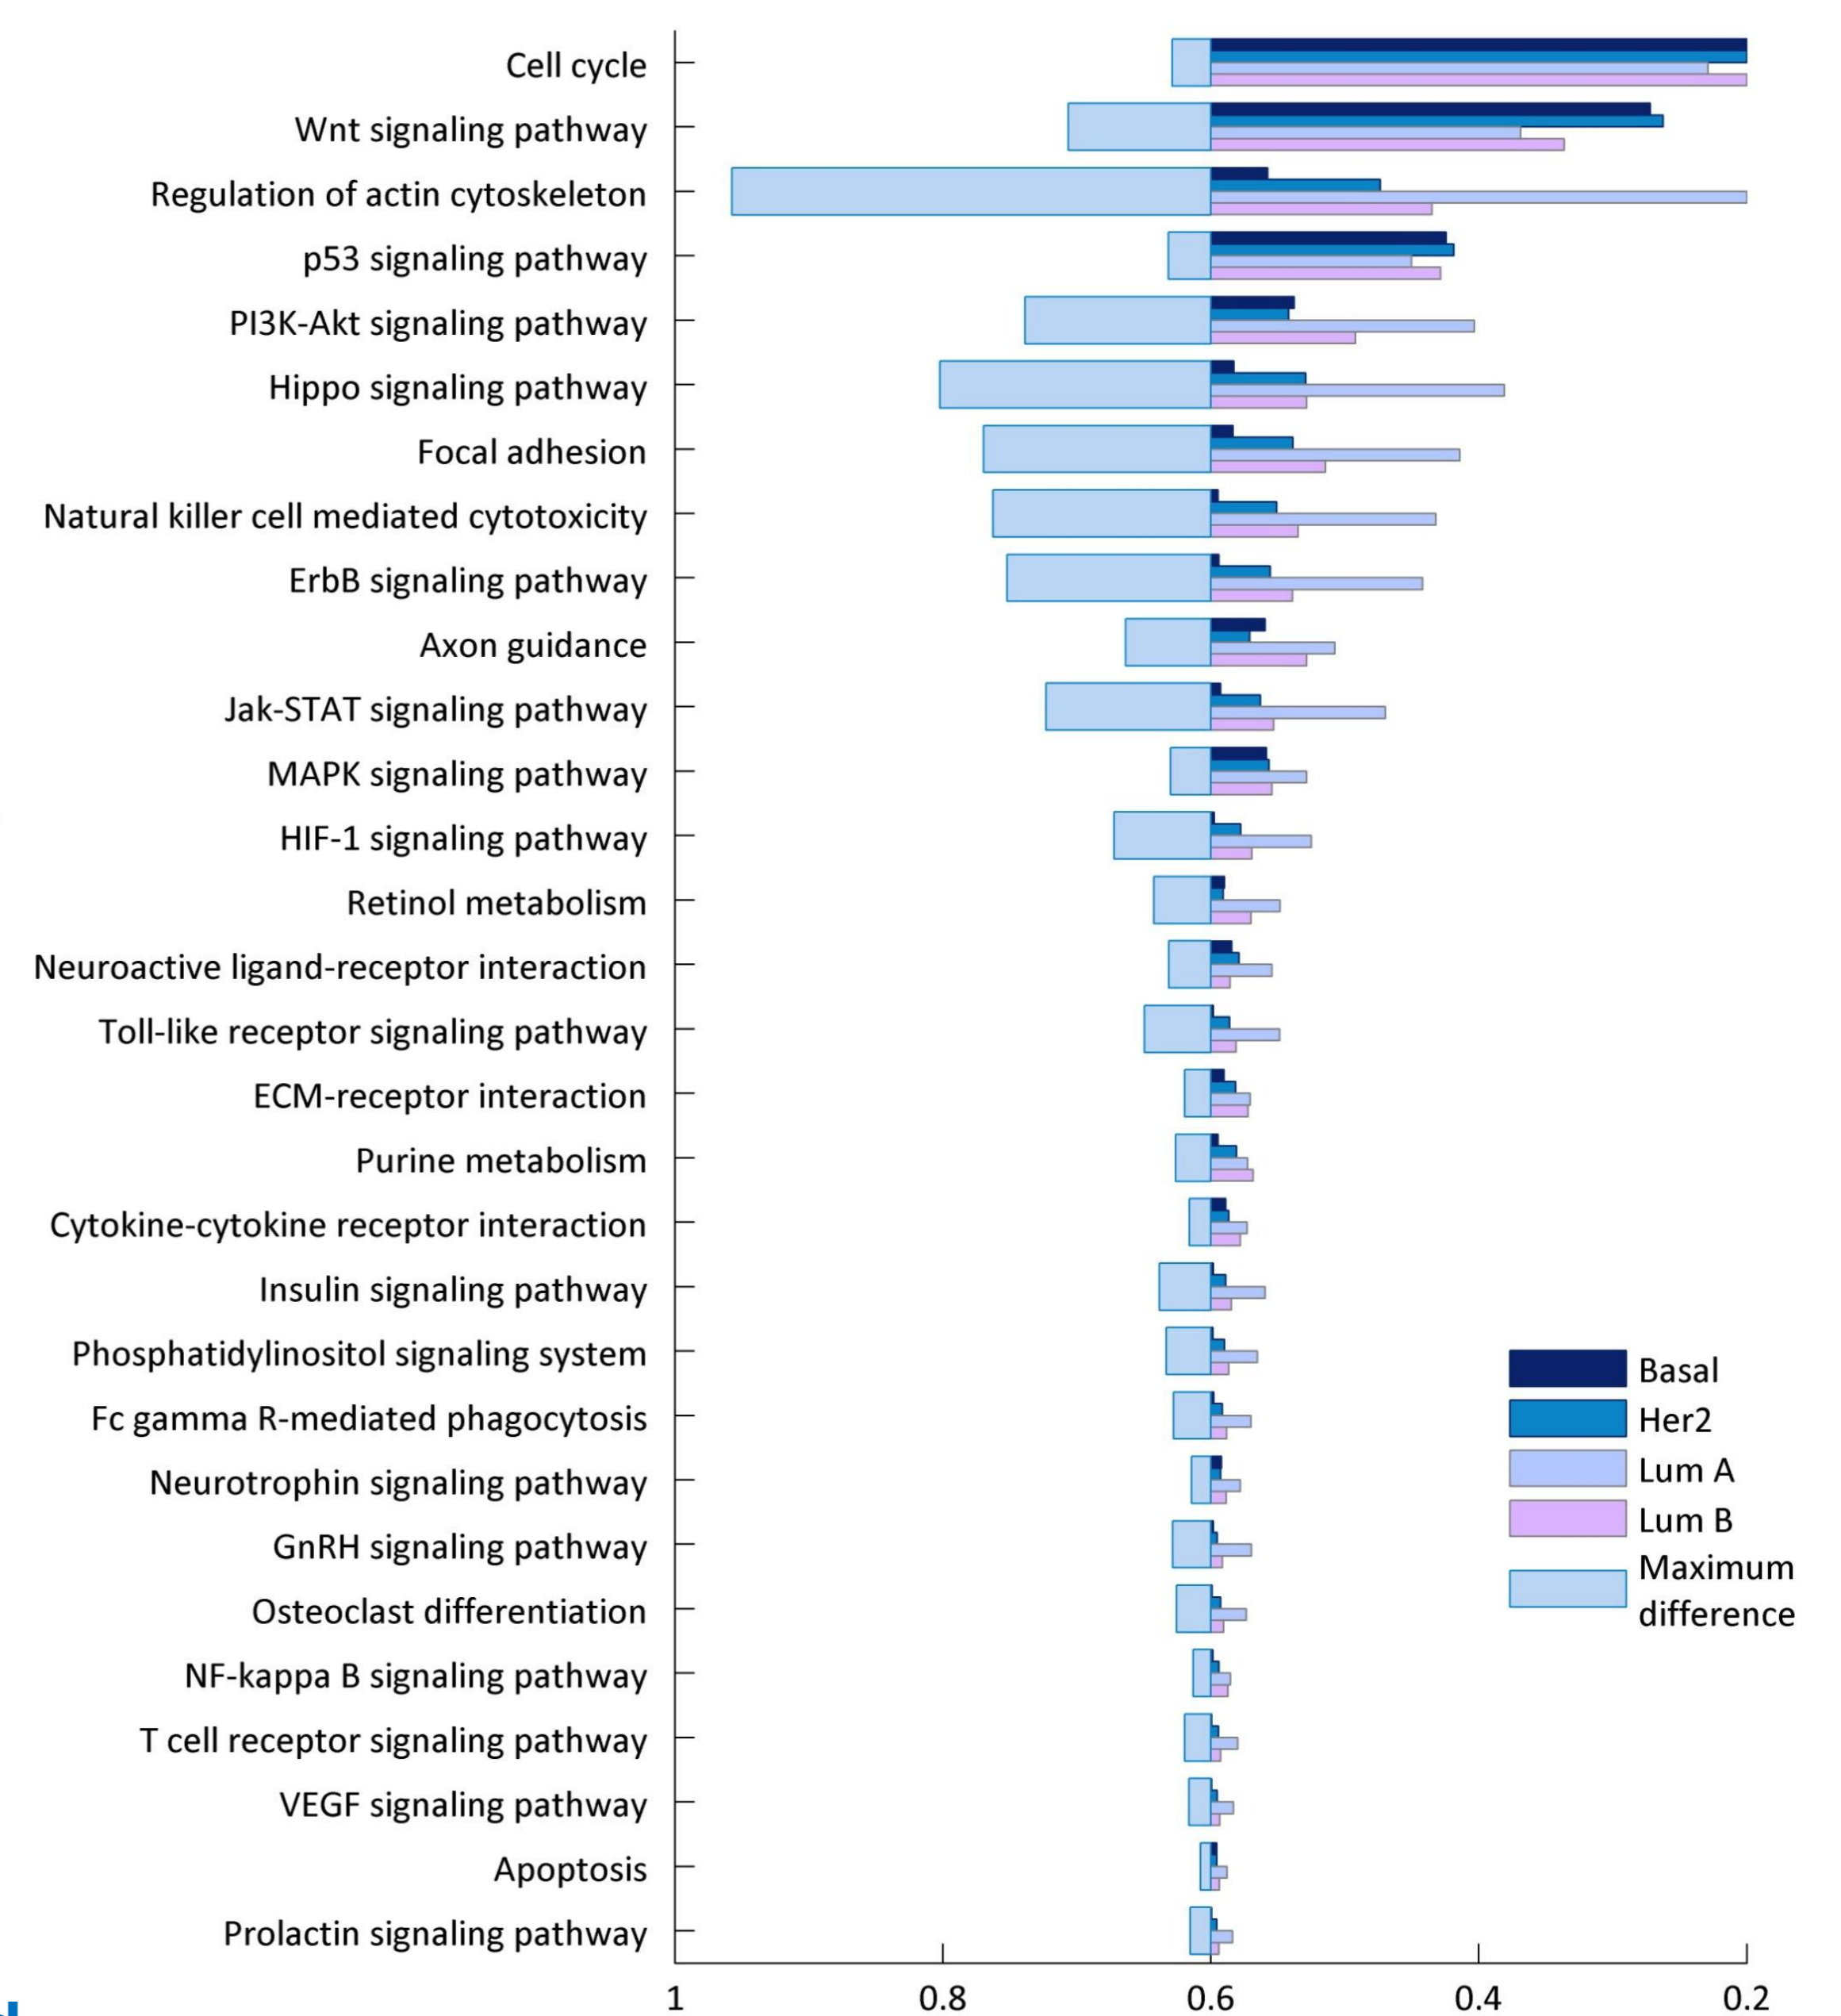 Cell cycle
Wnt signaling pathway
Regulation of actin cytoskeleton
p53 signaling pathway
PI3K-Akt signaling pathway
Hippo signaling pathway
Focal adhesion
Natural killer cell mediated cytotoxicity
ErbB signaling pathway
Axon guidance
Jak-STAT signaling pathway
MAPK signaling pathway
HIF-1 signaling pathway
Retinol metabolism
Neuroactive ligand-receptor interaction
Toll-like receptor signaling pathway
ECM-receptor interaction
Purine metabolism
Cytokine-cytokine receptor interaction
Insulin signaling pathway
Phosphatidylinositol signaling system
Fc gamma R-mediated phagocytosis
Neurotrophin signaling pathway
GnRH signaling pathway
Osteoclast differentiation
NF-kappa B signaling pathway
T cell receptor signaling pathway
VEGF signaling pathway
Apoptosis
Prolactin signaling pathway
Basal
Her2
Lum A
Lum B
Maximum
difference
1 0.8 0.6 0.4 0.2